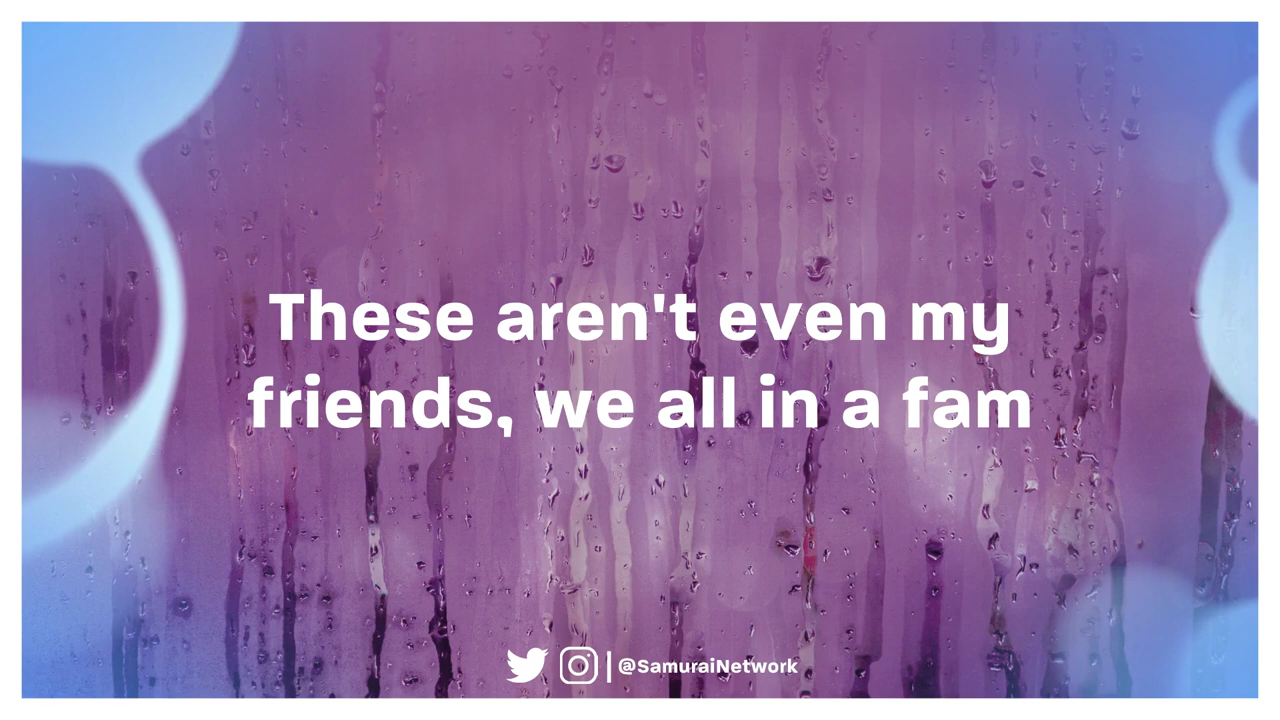 These aren't even my
friends, we all in a fam
| @SamuraiNetwork